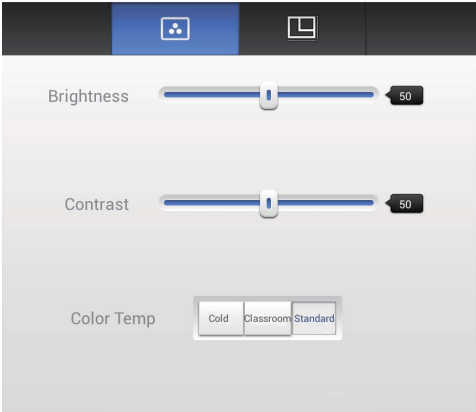 Brightness
50
Contrast
50
Color Temp
Cold
Classroom
Standard